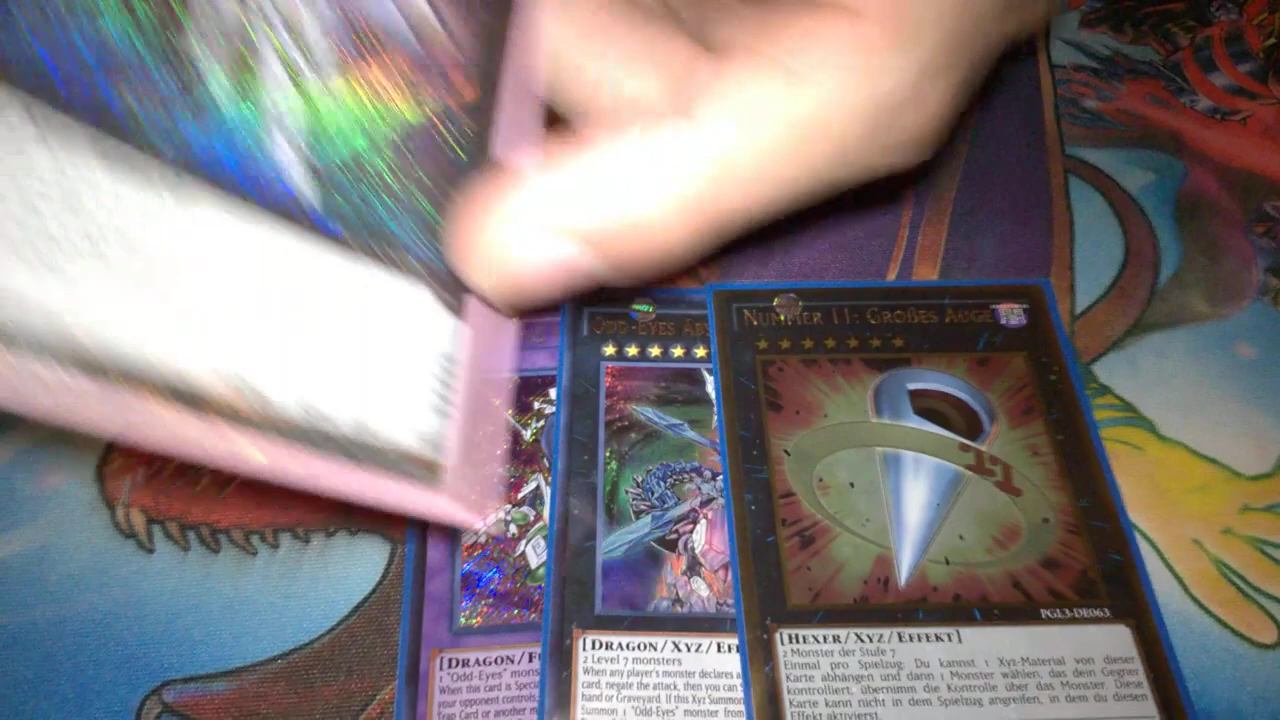 NUMMER 11: GROßES AUGE
11
PGL3-DE063
[HEXER/XYZ/EFFEKT]
2 Monster der Stufe 7
Einmal pro Spielzug: Du kannst 1 Xyz-Material von dieser
Karte abhängen und dann 1 Monster wählen, das dein Gegner
kontrolliert; übernimm die Kontrolle über das Monster. Diese
Karte kann nicht in dem Spielzug angreifen, in dem du diesen
Effekt aktivierst.
ODD-EYES ABS
[DRAGON/XYZ/EFF
2 Level 7 monsters
When any player's monster declares a
card, negate the attack, then you can S
hand or Graveyard. If this Xyz Summon
Summon 1 "Odd-Eyes" monster from
[DRAGON/FU
1 "Odd-Eyes" mons
When this card is Specia
your opponent controls;
Trap Card or another m